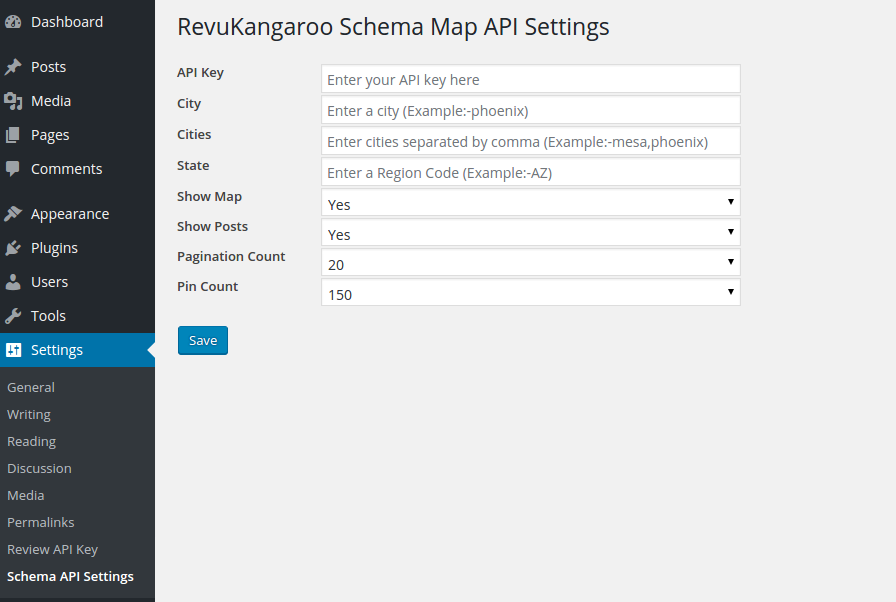 Dashboard
Posts
Media
Pages
Comments
Appearance
Plugins
Users
Tools
Settings
General
Writing
Reading
Discussion
Media
Permalinks
Review API Key
Schema API Settings
RevuKangaroo Schema Map API Settings
API Key Enter your API key here
City Enter a city (Example:-phoenix)
Cities Enter cities separated by comma (Example:-mesa,phoenix)
State Enter a Region Code (Example:-AZ)
Show Map Yes
Show Posts Yes
Pagination Count 20
Pin Count 150
Save